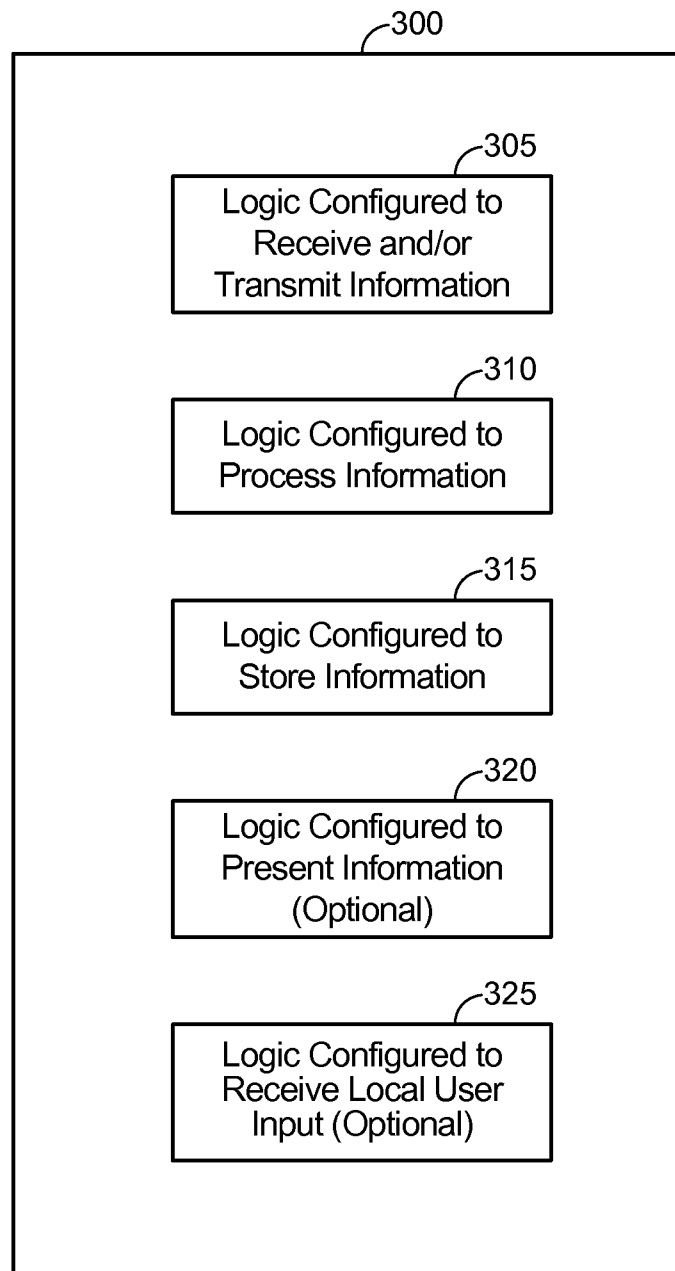 300
305
Logic Configured to
Receive and/or
Transmit Information
310
Logic Configured to
Process Information
315
Logic Configured to
Store Information
320
Logic Configured to
Present Information
(Optional)
325
Logic Configured to
Receive Local User
Input (Optional)